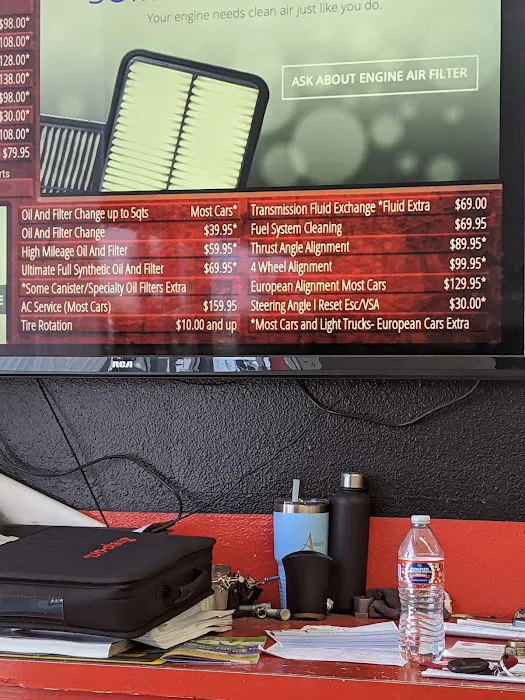 Your engine needs clean air just like you do.
ASK ABOUT ENGINE AIR FILTER
$98.00*
108.00*
128.00*
138.00*
$98.00*
$30.00*
108.00*
$79.95
rts
Oil And Filter Change up to 5qts Most Cars*
Oil And Filter Change $39.95*
High Mileage Oil And Filter $59.95*
Ultimate Full Synthetic Oil And Filter $69.95*
*Some Canister/Specialty Oil Filters Extra
AC Service (Most Cars) $159.95
Tire Rotation $10.00 and up
Transmission Fluid Exchange *Fluid Extra $69.00
Fuel System Cleaning $69.95
Thrust Angle Alignment $89.95*
4 Wheel Alignment $99.95*
European Alignment Most Cars $129.95*
Steering Angle | Reset Esc/VSA $30.00*
*Most Cars and Light Trucks- European Cars Extra
E
RCA